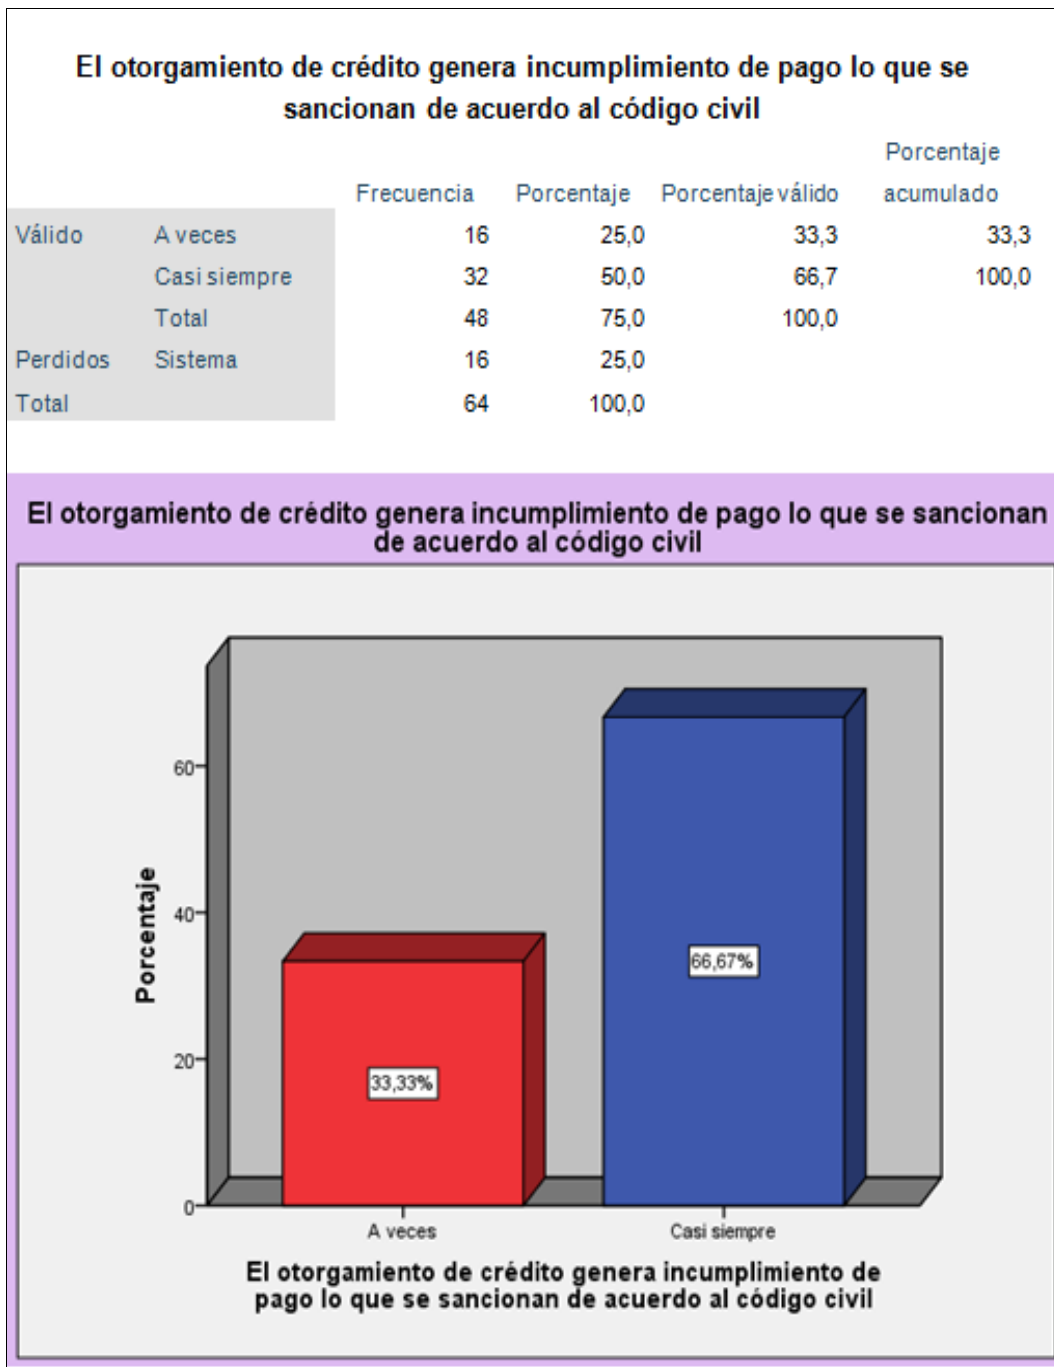 El otorgamiento de crédito genera incumplimiento de pago lo que se
sancionan de acuerdo al código civil
Frecuencia Porcentaje Porcentaje válido Porcentaje acumulado
Válido A veces 16 25,0 33,3 33,3
Casi siempre 32 50,0 66,7 100,0
Total 48 75,0 100,0
Perdidos Sistema 16 25,0
Total 64 100,0
El otorgamiento de crédito genera incumplimiento de pago lo que se sancionan
de acuerdo al código civil
Porcentaje
60
40
20
0
33,33%
66,67%
A veces
Casi siempre
El otorgamiento de crédito genera incumplimiento de
pago lo que se sancionan de acuerdo al código civil